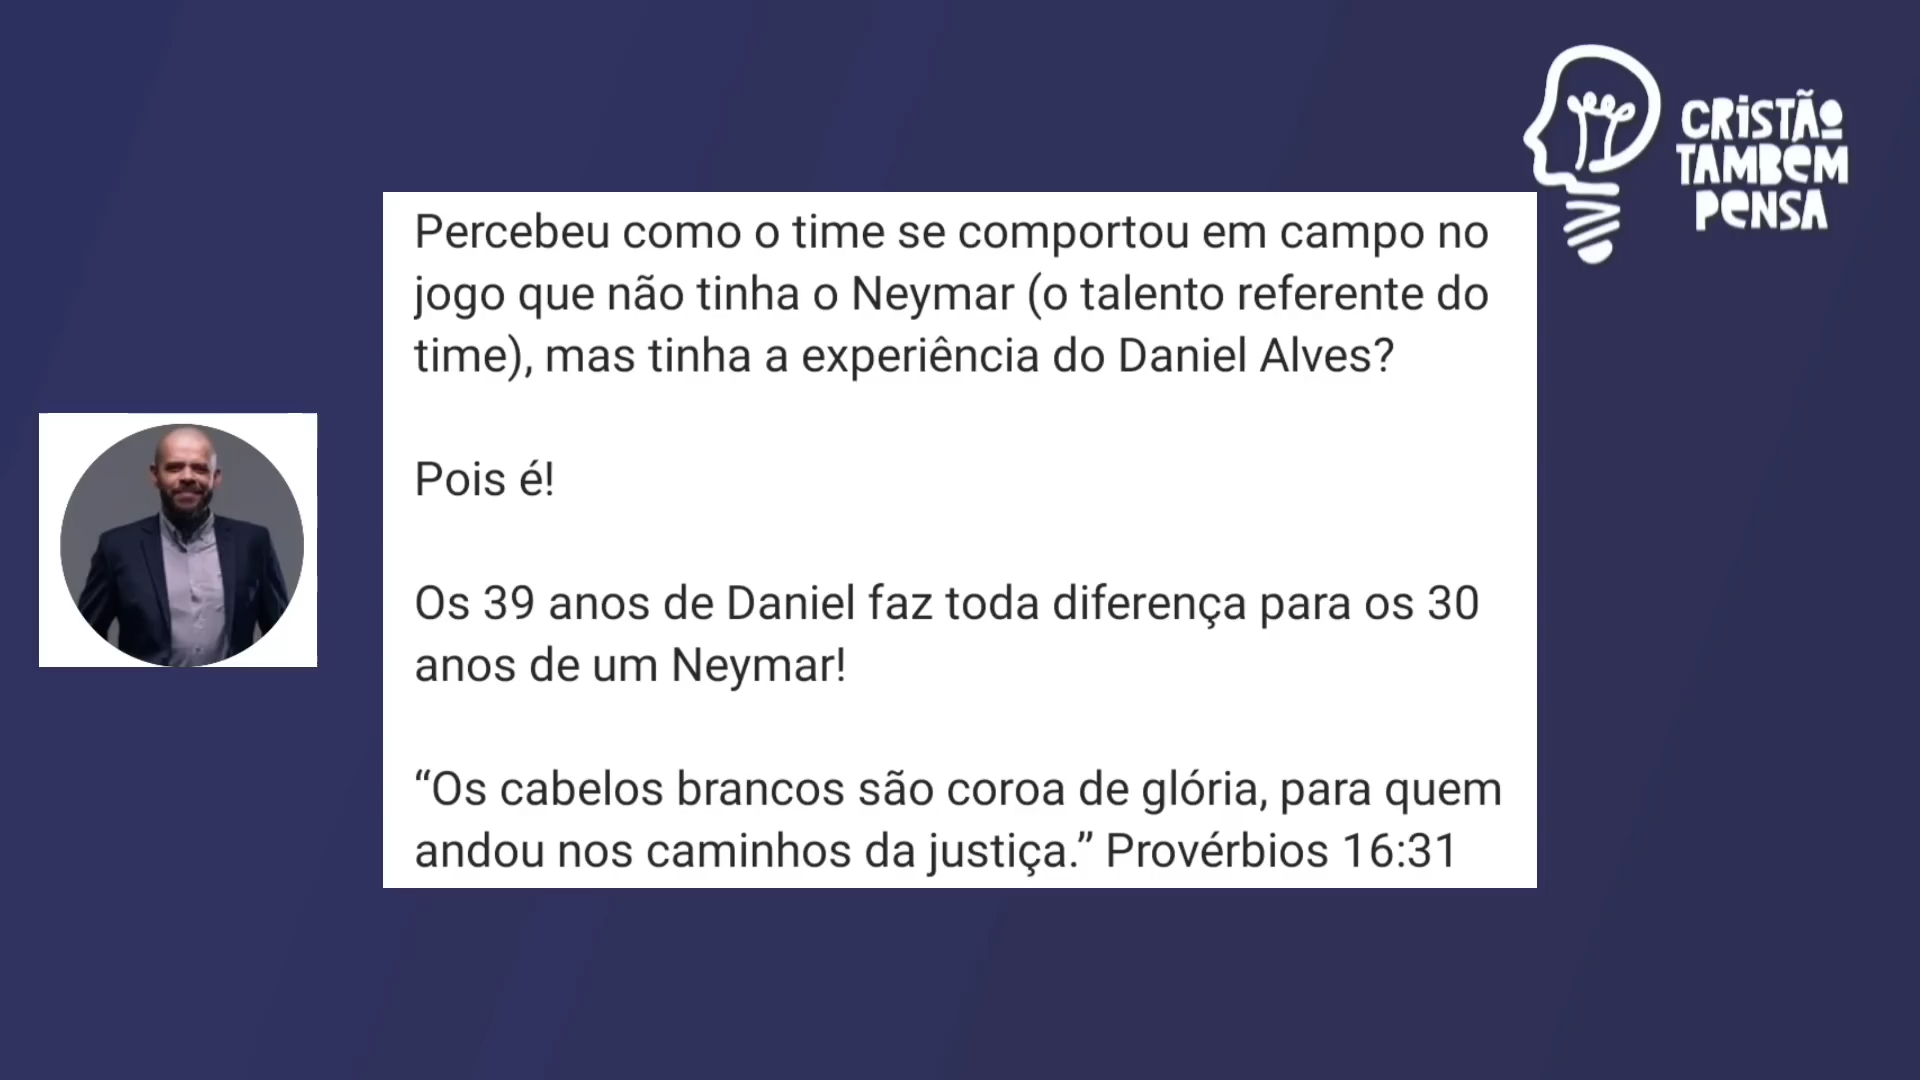 CRISTÃO
TAMBÉM
PENSA
Percebeu como o time se comportou em campo no
jogo que não tinha o Neymar (o talento referente do
time), mas tinha a experiência do Daniel Alves?
Pois é!
Os 39 anos de Daniel faz toda diferença para os 30
anos de um Neymar!
“Os cabelos brancos são coroa de glória, para quem
andou nos caminhos da justiça.” Provérbios 16:31